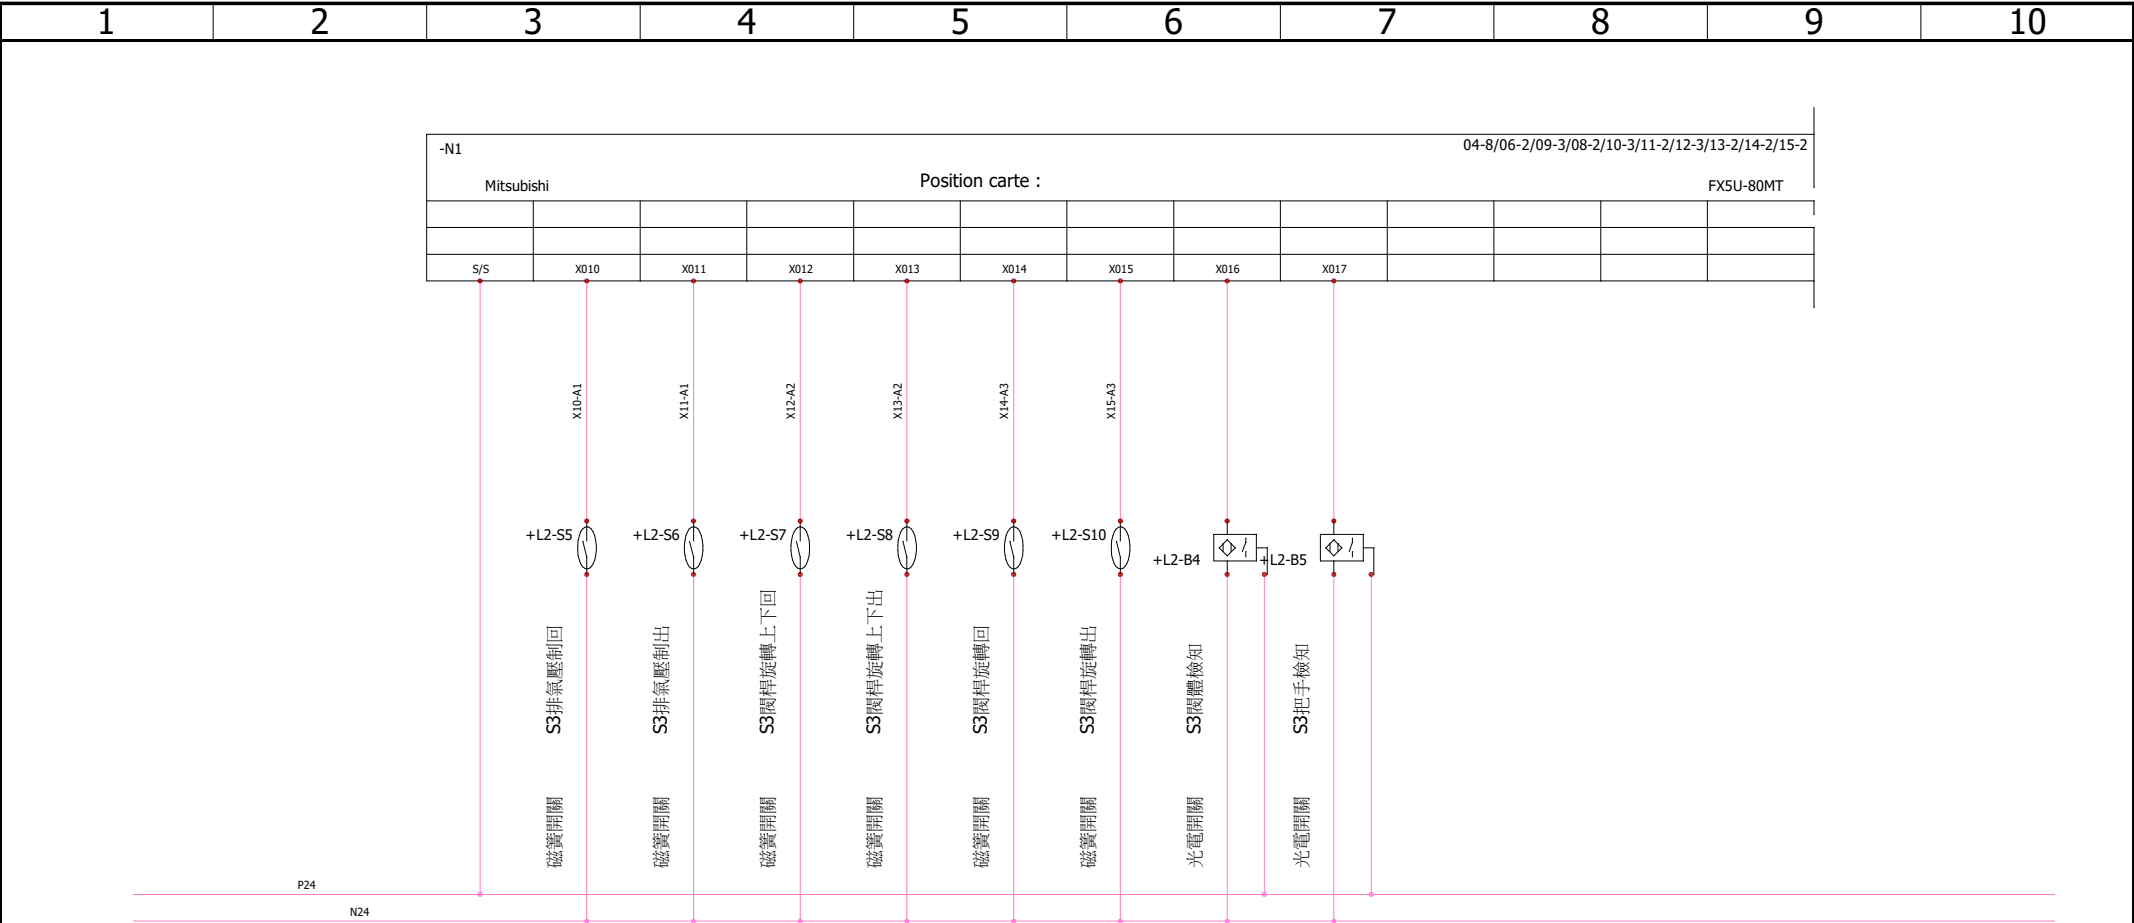 1 2 3 4 5 6 7 8 9 10
-N1 04-8/06-2/09-3/08-2/10-3/11-2/12-3/13-2/14-2/15-2
Mitsubishi Position carte : FX5U-80MT
S/S X010 X011 X012 X013 X014 X015 X016 X017
X10-A1
X11-A1
X12-A2
X13-A2
X14-A3
X15-A3
+L2-S5 +L2-S6 +L2-S7 +L2-S8 +L2-S9 +L2-S10 +L2-B4 +L2-B5
磁簧開關 S3排氣壓制回
磁簧開關 S3排氣壓制出
磁簧開關 S3閥桿旋轉上下回
磁簧開關 S3閥桿旋轉上下出
磁簧開關 S3閥桿旋轉回
磁簧開關 S3閥桿旋轉出
光電開關 S3閥體檢知
光電開關 S3把手檢知
P24
N24